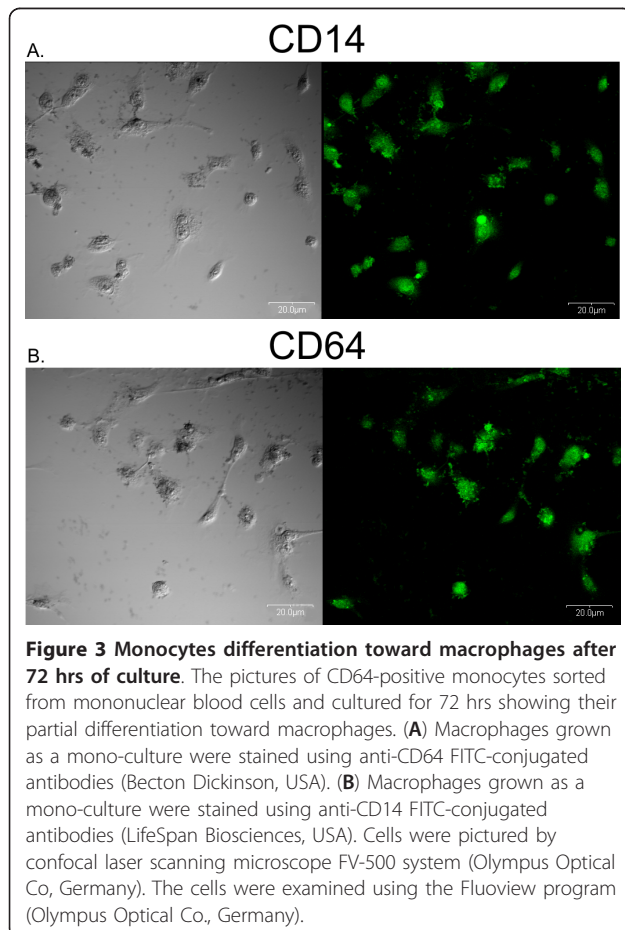 A.
CD14
20.0µm
20.0µm
B.
CD64
20.0µm
20.0µm
Figure 3 Monocytes differentiation toward macrophages after
72 hrs of culture. The pictures of CD64-positive monocytes sorted
from mononuclear blood cells and cultured for 72 hrs showing their
partial differentiation toward macrophages. (A) Macrophages grown
as a mono-culture were stained using anti-CD64 FITC-conjugated
antibodies (Becton Dickinson, USA). (B) Macrophages grown as a
mono-culture were stained using anti-CD14 FITC-conjugated
antibodies (LifeSpan Biosciences, USA). Cells were pictured by
confocal laser scanning microscope FV-500 system (Olympus Optical
Co, Germany). The cells were examined using the Fluoview program
(Olympus Optical Co., Germany).